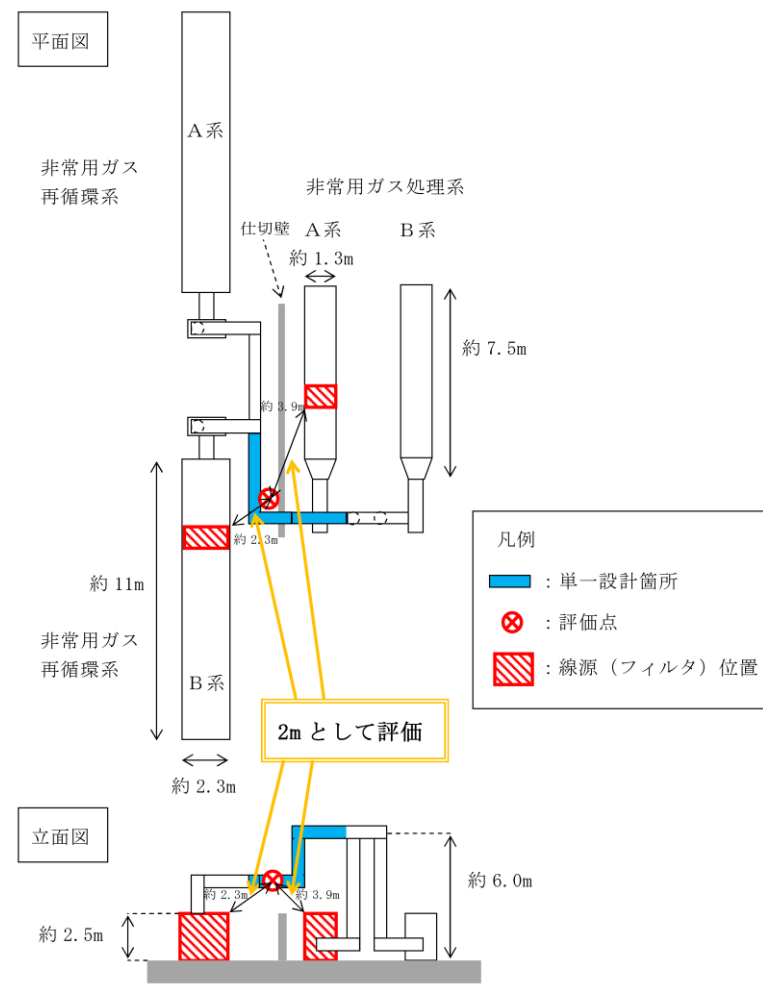 平面図
A系
非常用ガス
再循環系
非常用ガス処理系
仕切壁
A系
B系
約 1.3m
約 7.5m
約 3.9m
約 2.3m
凡例
：単一設計箇所
：評価点
：線源（フィルタ）位置
約 11m
非常用ガス
再循環系
B系
2m として評価
約 2.3m
立面図
約 2.3m
約 3.9m
約 6.0m
約 2.5m